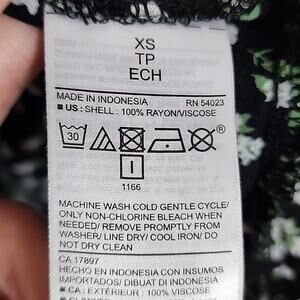 XS
TP
ECH
MADE IN INDONESIA RN 54023
■ US : SHELL : 100% RAYON/VISCOSE
30
I
1166
MACHINE WASH COLD GENTLE CYCLE/
ONLY NON-CHLORINE BLEACH WHEN
NEEDED/ REMOVE PROMPTLY FROM
WASHER/ LINE DRY/ COOL IRON/ DO
NOT DRY CLEAN
CA 17897
HECHO EN INDONESIA CON INSUMOS
IMPORTADOS/ DIBUAT DI INDONESIA
■ CA : EXTÉRIEUR : 100% VISCOSE